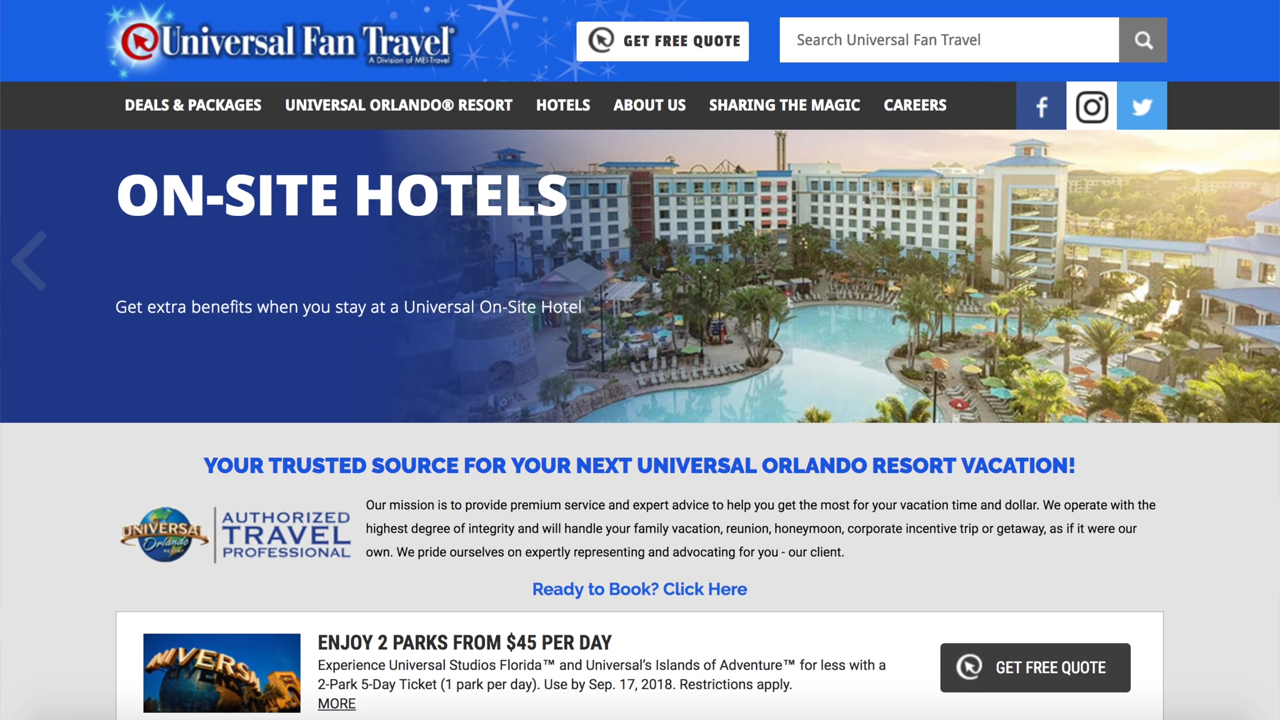 Universal Fan Travel
A Division of MEI-Travel
GET FREE QUOTE
Search Universal Fan Travel
DEALS & PACKAGES UNIVERSAL ORLANDO® RESORT HOTELS ABOUT US SHARING THE MAGIC CAREERS
ON-SITE HOTELS
Get extra benefits when you stay at a Universal On-Site Hotel
YOUR TRUSTED SOURCE FOR YOUR NEXT UNIVERSAL ORLANDO RESORT VACATION!
UNIVERSAL
Orlando
RESORT
AUTHORIZED
TRAVEL
PROFESSIONAL
Our mission is to provide premium service and expert advice to help you get the most for your vacation time and dollar. We operate with the
highest degree of integrity and will handle your family vacation, reunion, honeymoon, corporate incentive trip or getaway, as if it were our
own. We pride ourselves on expertly representing and advocating for you - our client.
Ready to Book? Click Here
ENJOY 2 PARKS FROM $45 PER DAY
Experience Universal Studios Florida™ and Universal's Islands of Adventure™ for less with a
2-Park 5-Day Ticket (1 park per day). Use by Sep. 17, 2018. Restrictions apply.
MORE
GET FREE QUOTE